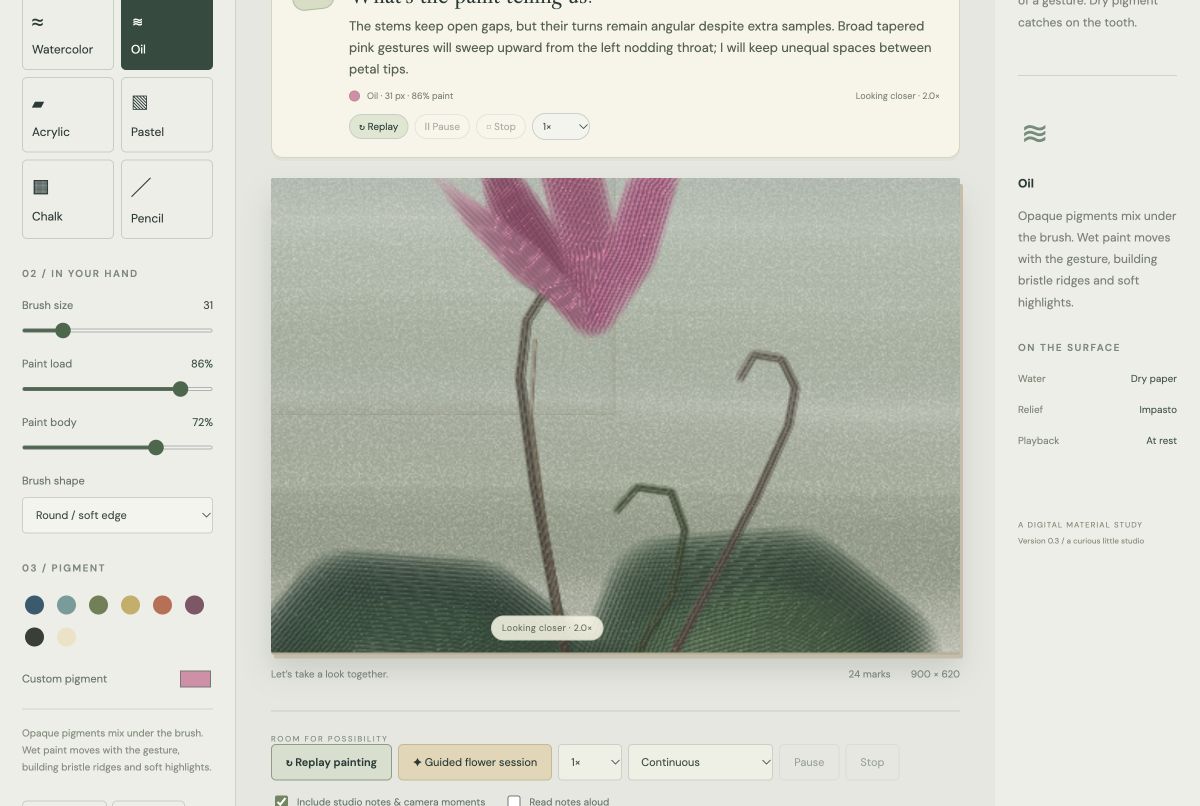 Watercolor
Oil
Acrylic
Pastel
Chalk
Pencil
02 / IN YOUR HAND
Brush size 31
Paint load 86%
Paint body 72%
Brush shape
Round / soft edge
03 / PIGMENT
Custom pigment
Opaque pigments mix under the brush.
Wet paint moves with the gesture,
building bristle ridges and soft highlights.
The stems keep open gaps, but their turns remain angular despite extra samples. Broad tapered
pink gestures will sweep upward from the left nodding throat; I will keep unequal spaces between
petal tips.
Oil · 31 px · 86% paint Looking closer · 2.0×
↻ Replay II Pause □ Stop 1×
Looking closer · 2.0×
Let's take a look together. 24 marks 900 × 620
ROOM FOR POSSIBILITY
↻ Replay painting ✦ Guided flower session 1× Continuous Pause Stop
Include studio notes & camera moments Read notes aloud
of a gesture. Dry pigment
catches on the tooth.
Oil
Opaque pigments mix under
the brush. Wet paint moves
with the gesture, building
bristle ridges and soft
highlights.
ON THE SURFACE
Water Dry paper
Relief Impasto
Playback At rest
A DIGITAL MATERIAL STUDY
Version 0.3 / a curious little studio